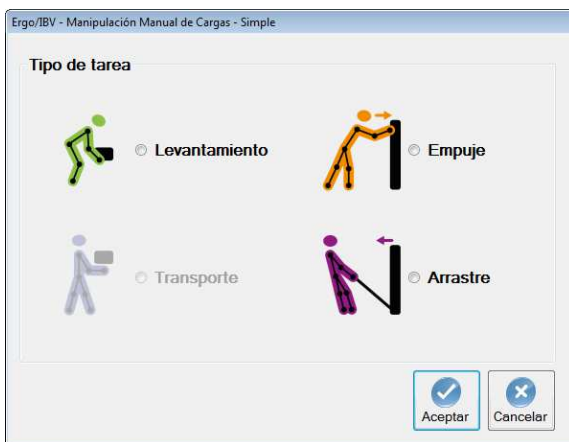 Ergo/IBV - Manipulación Manual de Cargas - Simple
Tipo de tarea
Levantamiento
Empuje
Transporte
Arrastre
Aceptar
Cancelar